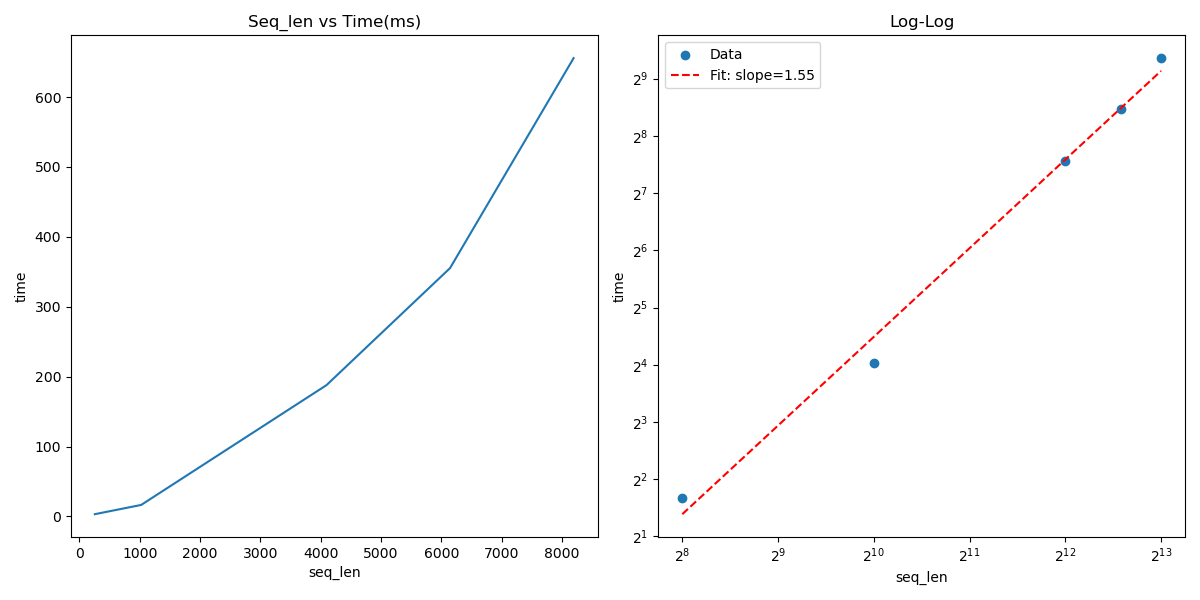 Seq_len vs Time(ms)
time
600
500
400
300
200
100
0
0 1000 2000 3000 4000 5000 6000 7000 8000
seq_len
Log-Log
Data
Fit: slope=1.55
time
2⁹
2⁸
2⁷
2⁶
2⁵
2⁴
2³
2²
2¹
2⁸ 2⁹ 2¹⁰ 2¹¹ 2¹² 2¹³
seq_len